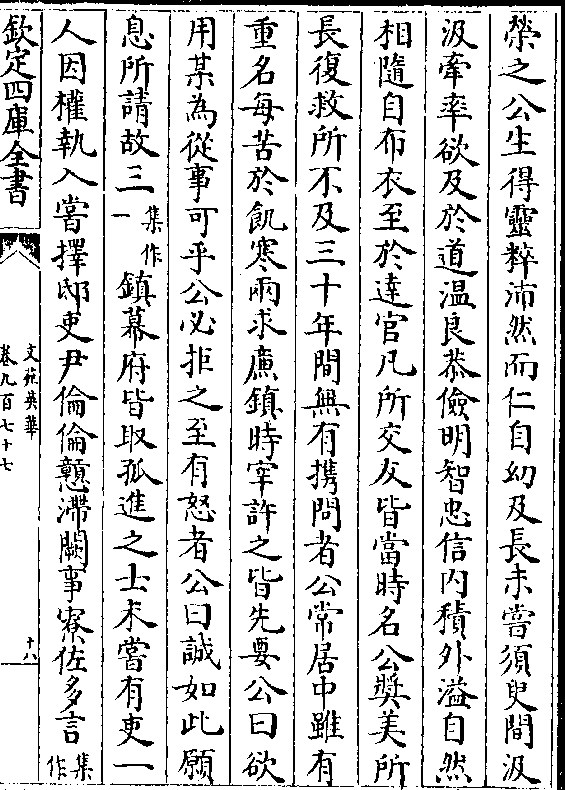 榮之公生得靈粹沛然而仁自幼及長未嘗須臾間汲
汲牽率欲及於道温良恭儉明智忠信内積外溢自然
相隨自布衣至於達官凡所交友皆當時名公奬美所
長復救所不及三十年間無有携問者公常居中雖有
重名每苦於飢寒兩求廉鎮時宰許之皆先要公曰欲
用某為從事可乎公必拒之至有怒者公曰誠如此願
息所請故三集作一鎮幕府皆取孤進之士未嘗有吏一
人因權執入嘗擇邸吏尹倫倫戇滯闕事寮佐多言集作
欽定四庫全書
文苑英華
卷九百七十七
十八